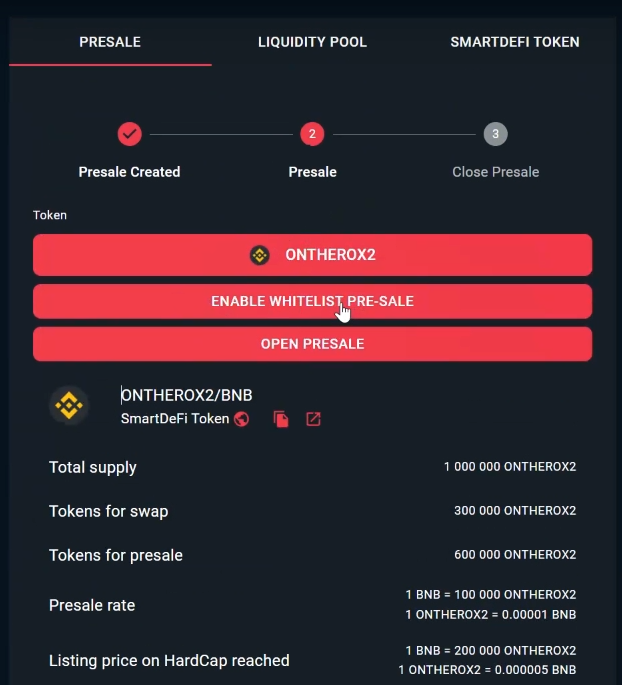 PRESALE LIQUIDITY POOL SMARTDEFI TOKEN
2 3
Presale Created Presale Close Presale
Token
ONTHEROX2
ENABLE WHITELIST PRE-SALE
OPEN PRESALE
ONTHEROX2/BNB
SmartDeFi Token
Total supply 1 000 000 ONTHEROX2
Tokens for swap 300 000 ONTHEROX2
Tokens for presale 600 000 ONTHEROX2
Presale rate 1 BNB = 100 000 ONTHEROX2
1 ONTHEROX2 = 0.00001 BNB
Listing price on HardCap reached 1 BNB = 200 000 ONTHEROX2
1 ONTHEROX2 = 0.000005 BNB